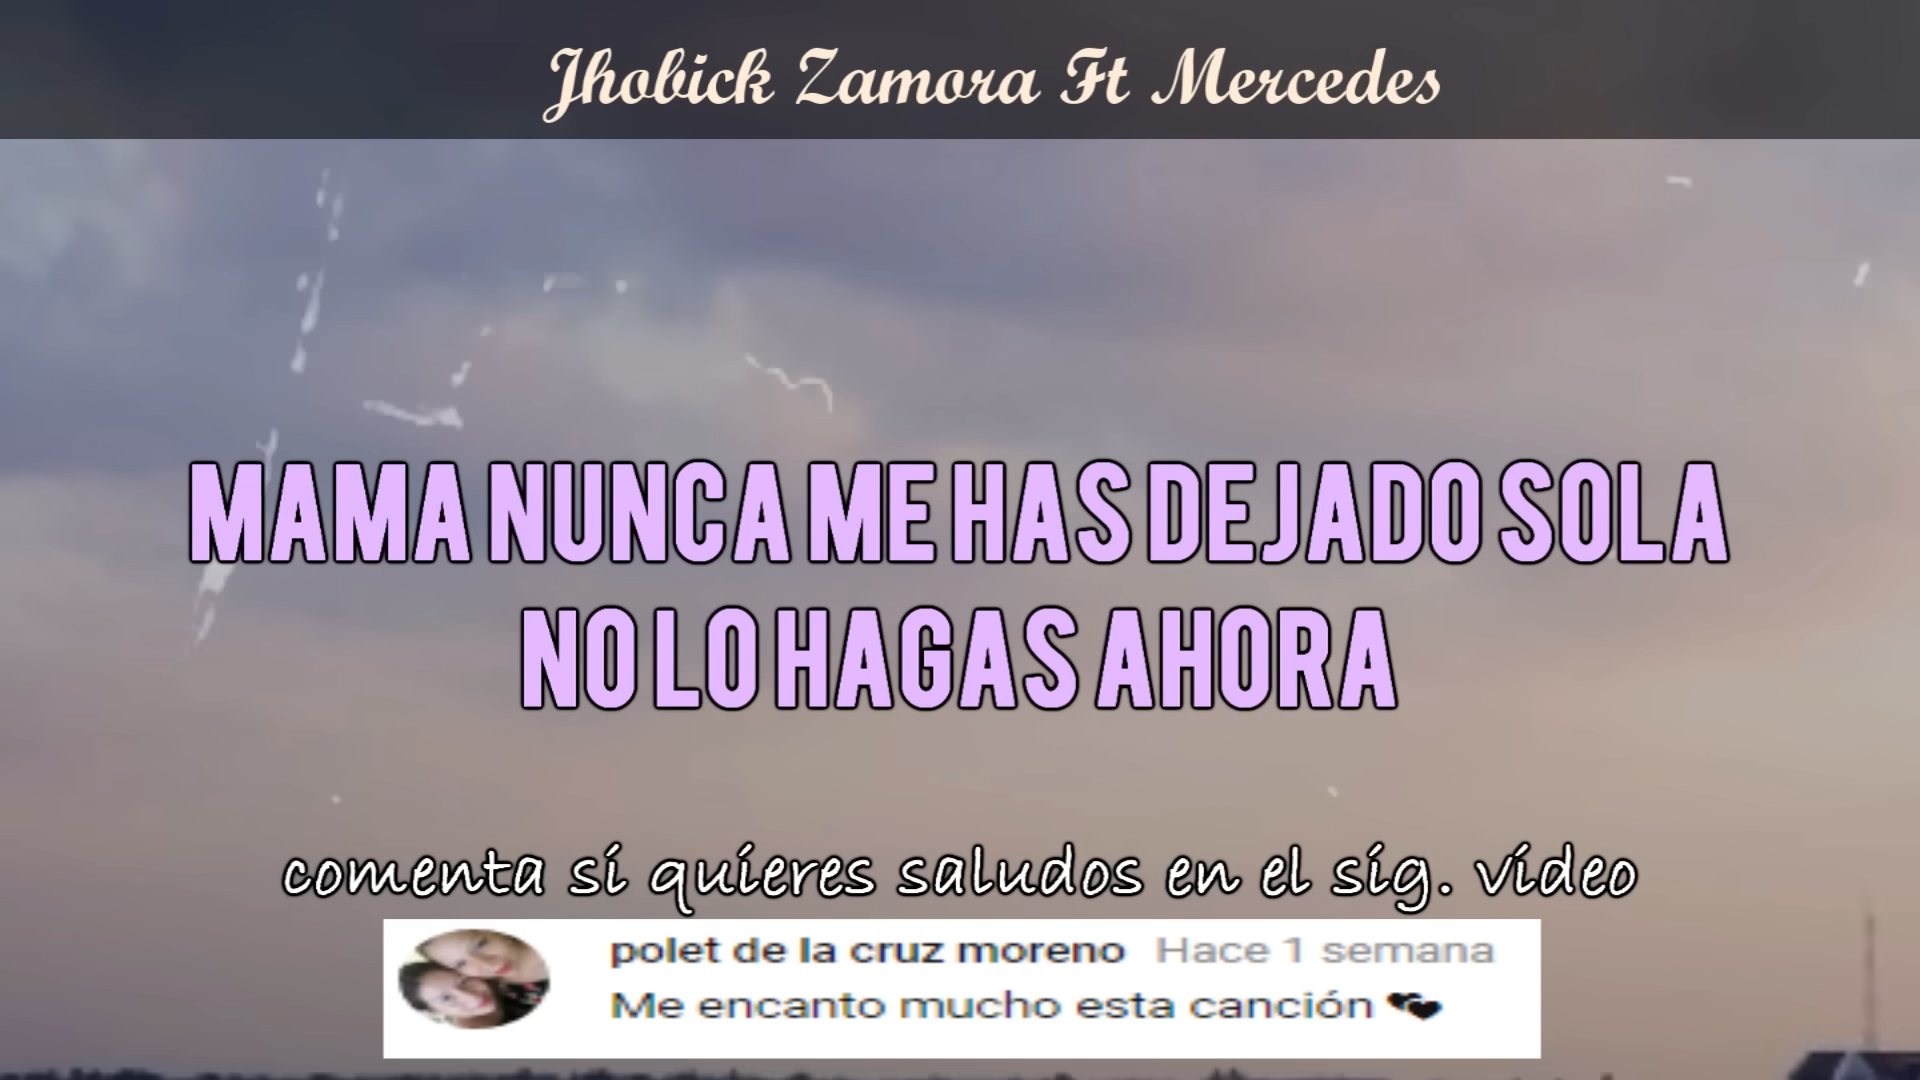 Jhobick Zamora Ft Mercedes
MAMA NUNCA ME HAS DEJADO SOLA
NO LO HAGAS AHORA
comenta si quieres saludos en el sig. video
polet de la cruz moreno Hace 1 semana
Me encanto mucho esta canción 💕